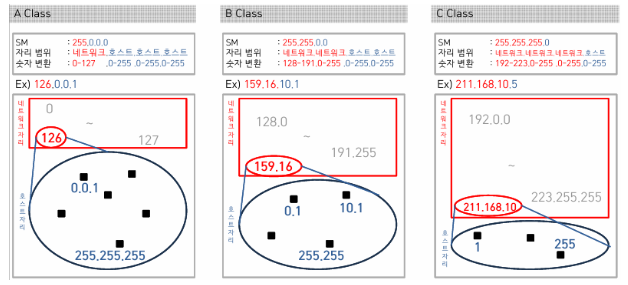 A Class
SM : 255,0,0,0
자리 범위 : 네트워크,호스트,호스트,호스트
숫자 변환 : 0-127 ,0-255 ,0-255,0-255
Ex) 126,0,0,1
네트워크자리
0
~
127
126
호스트자리
0,0,1
255,255,255
B Class
SM : 255,255,0,0
자리 범위 : 네트워크,네트워크,호스트,호스트
숫자 변환 : 128-191,0-255 ,0-255,0-255
Ex) 159.16.10,1
네트워크자리
128,0
~
191,255
159,16
호스트자리
0,1
10,1
255,255
C Class
SM : 255,255,255,0
자리 범위 : 네트워크,네트워크,네트워크,호스트
숫자 변환 : 192-223,0-255 ,0-255,0-255
Ex) 211,168,10,5
네트워크자리
192,0,0
~
223,255,255
211,168,10
호스트자리
1
255